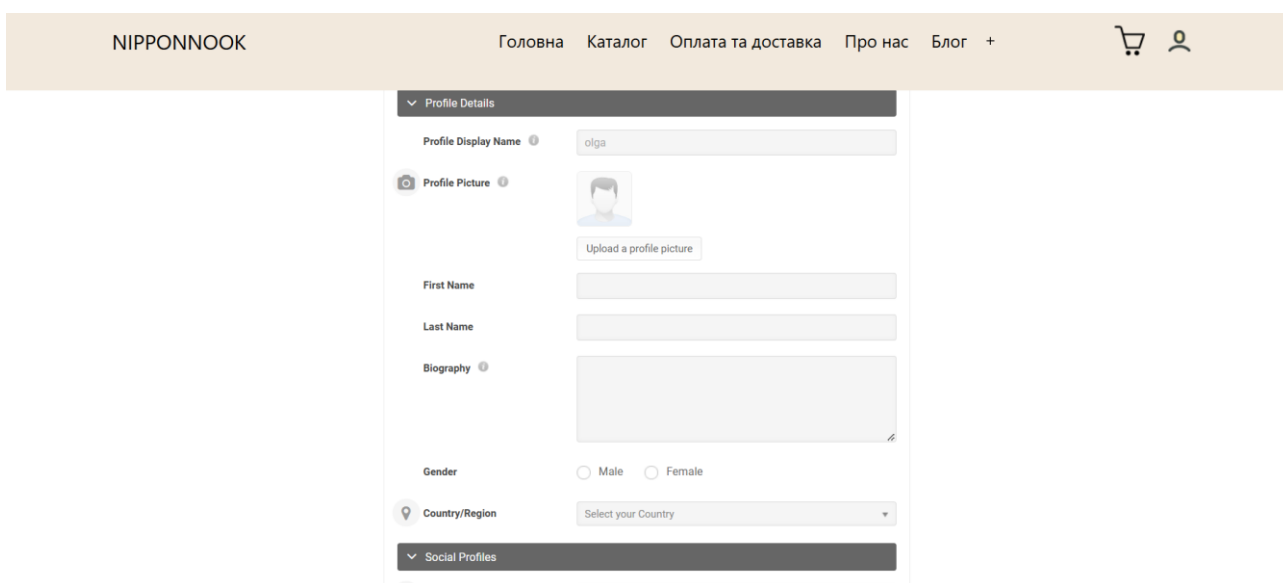 NIPPONNOOK
Головна Каталог Оплата та доставка Про нас Блог +
Profile Details
Profile Display Name
olga
Profile Picture
Upload a profile picture
First Name
Last Name
Biography
Gender Male Female
Country/Region Select your Country
Social Profiles